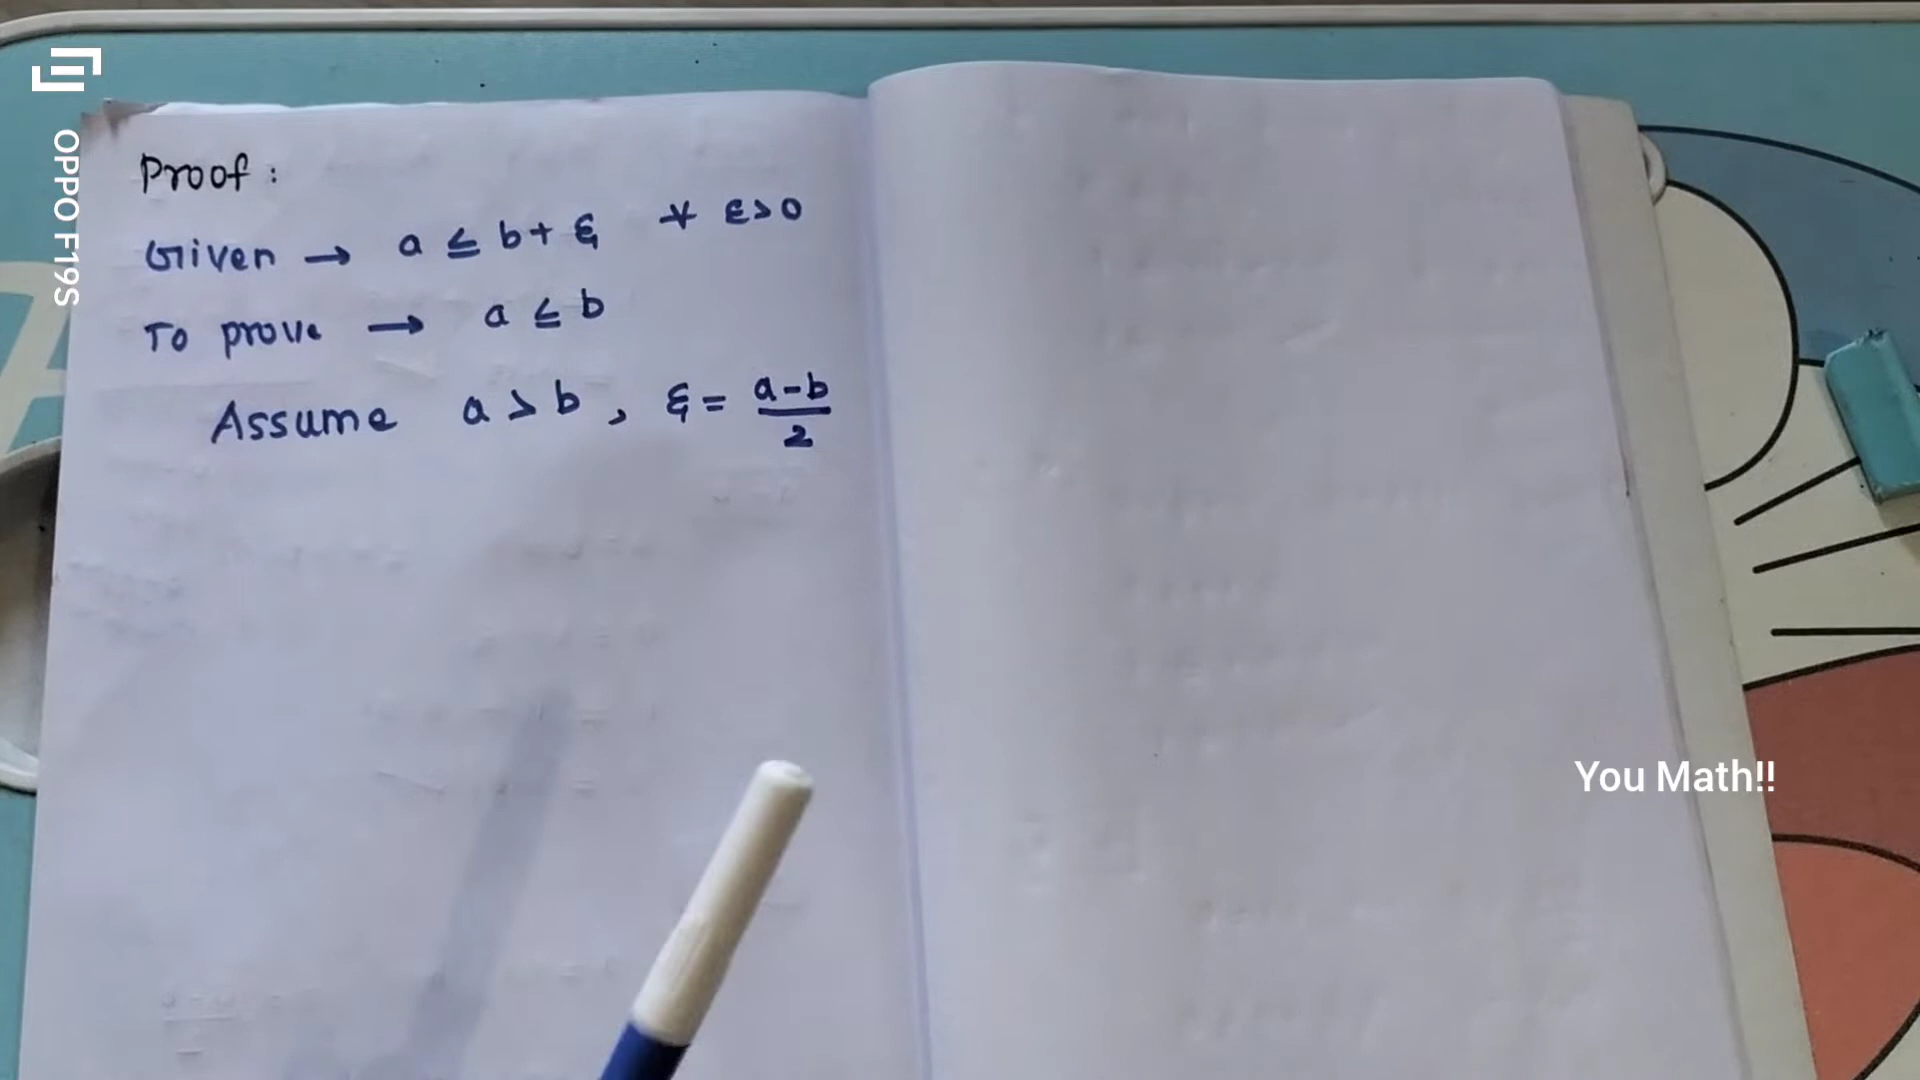 OPPO F19S
Proof :
Given → a ≤ b + ε ∀ ε > 0
To prove → a ≤ b
Assume a > b , ε = a-b/2
You Math!!